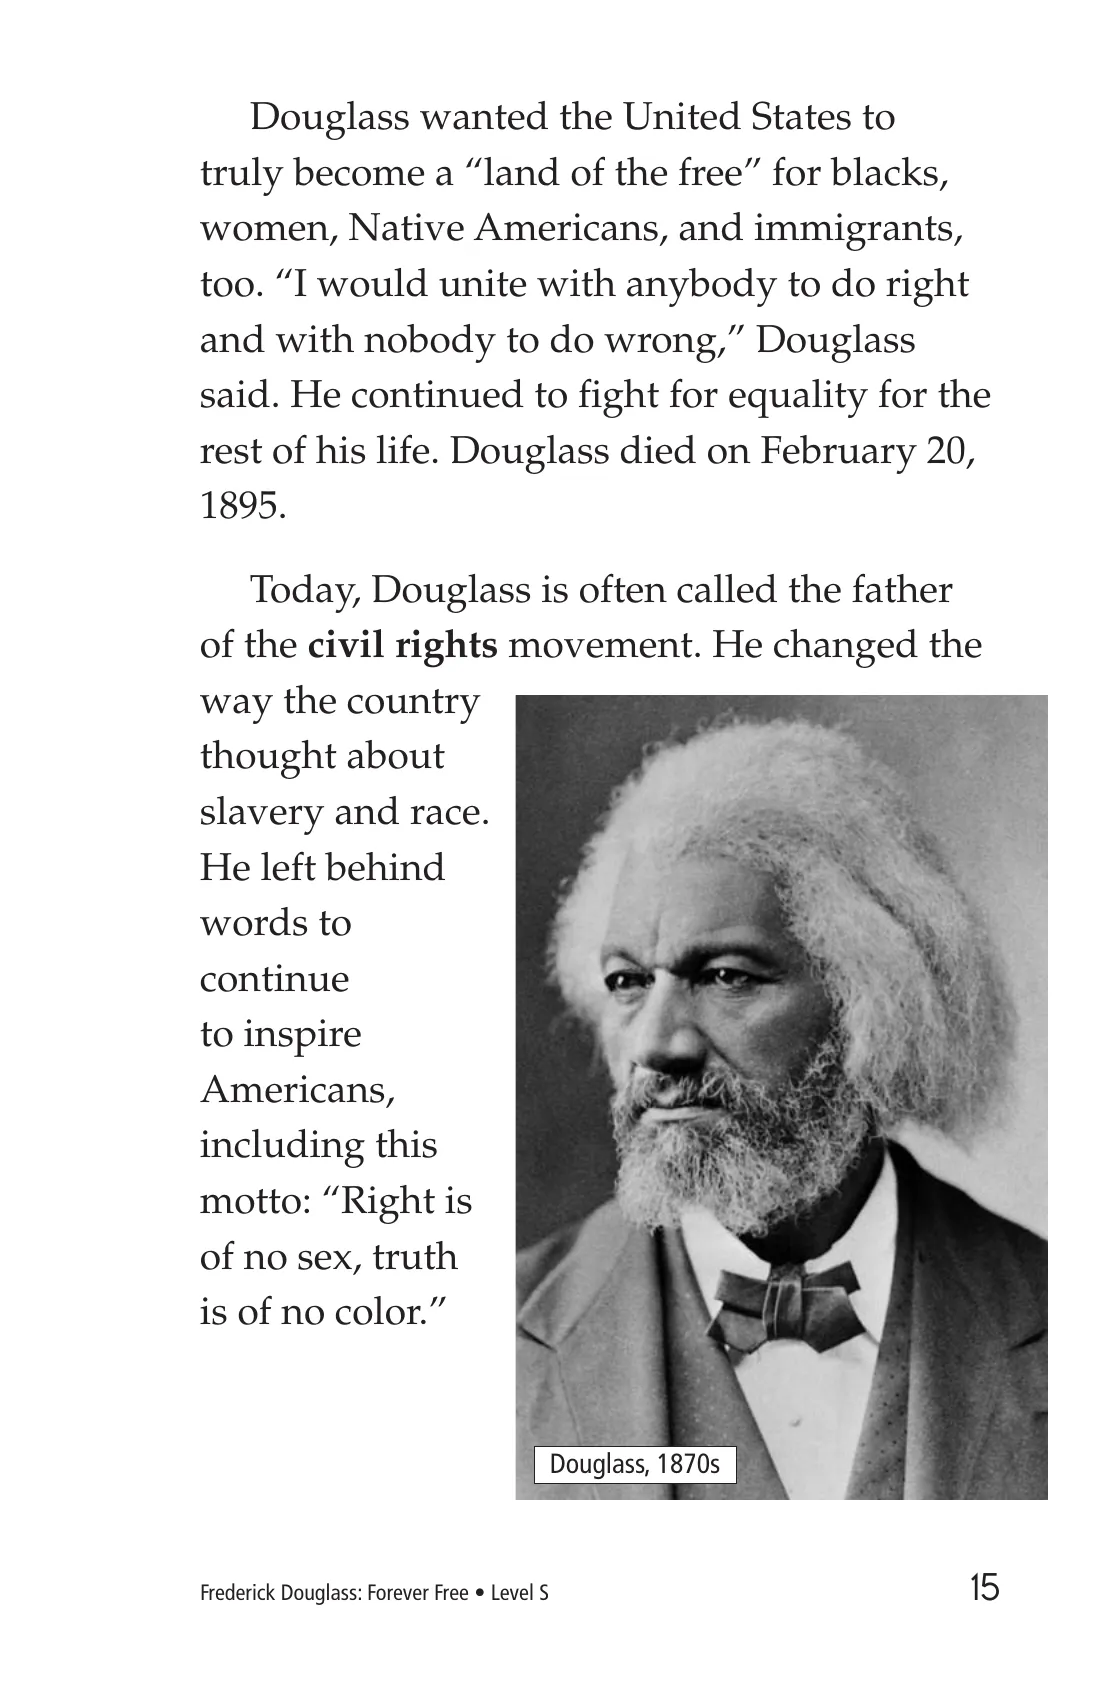 Douglass wanted the United States to
truly become a “land of the free” for blacks,
women, Native Americans, and immigrants,
too. “I would unite with anybody to do right
and with nobody to do wrong,” Douglass
said. He continued to fight for equality for the
rest of his life. Douglass died on February 20,
1895.
Today, Douglass is often called the father
of the civil rights movement. He changed the
way the country
thought about
slavery and race.
He left behind
words to
continue
to inspire
Americans,
including this
motto: “Right is
of no sex, truth
is of no color.”
Douglass, 1870s
Frederick Douglass: Forever Free • Level S
15